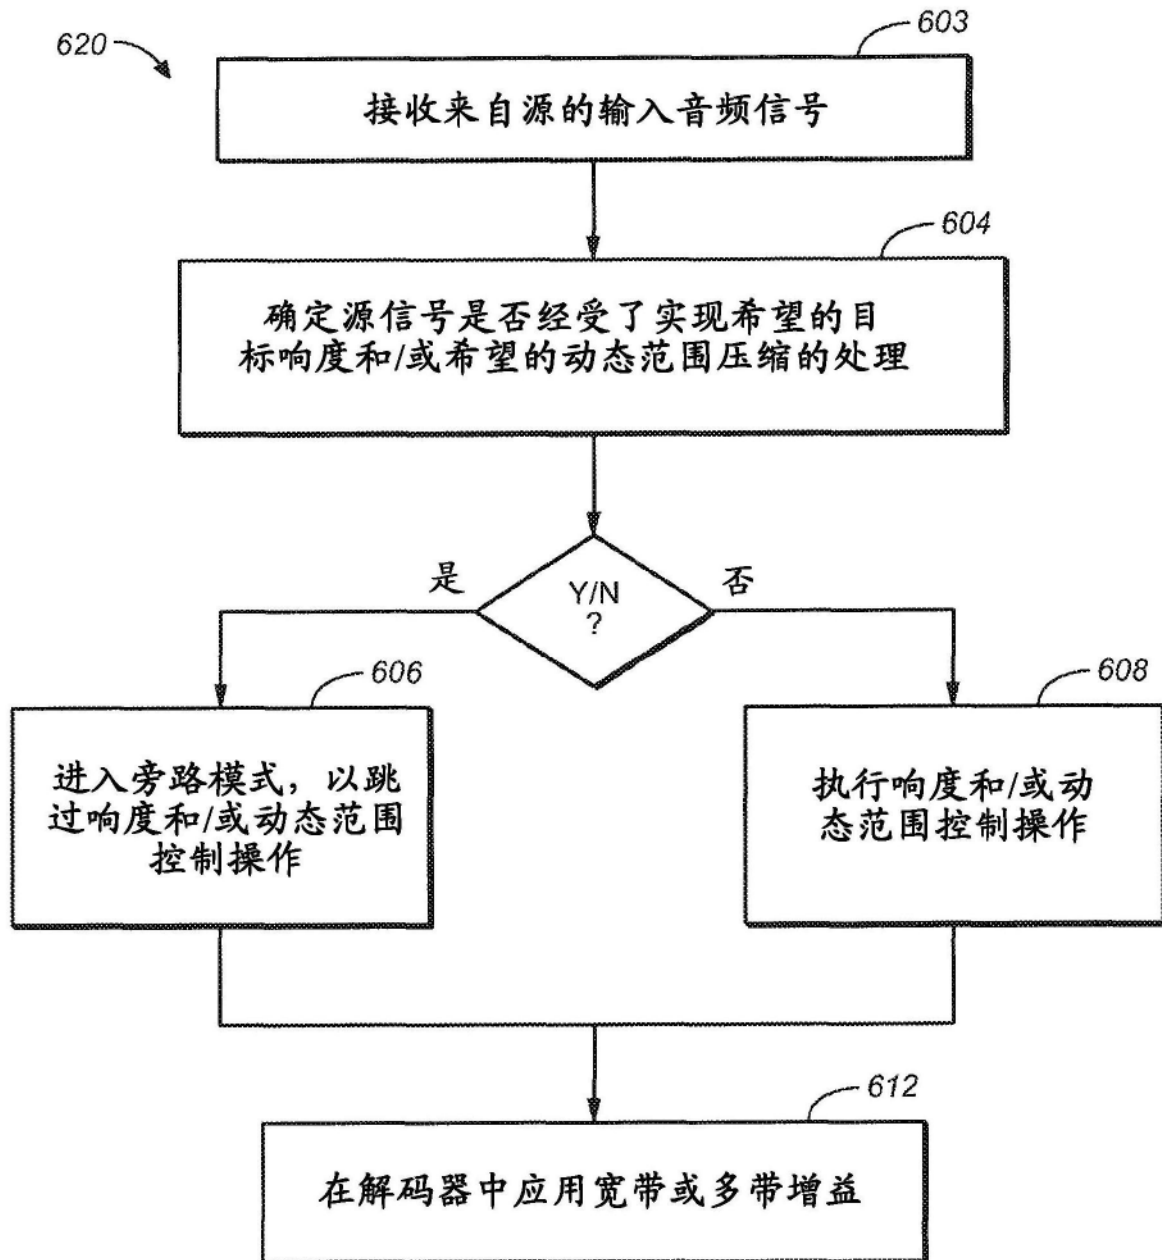 620
603
接收来自源的输入音频信号
604
确定源信号是否经受了实现希望的目
标响度和/或希望的动态范围压缩的处理
Y/N
?
是
否
606
进入旁路模式，以跳
过响度和/或动态范围
控制操作
608
执行响度和/或动
态范围控制操作
612
在解码器中应用宽带或多带增益